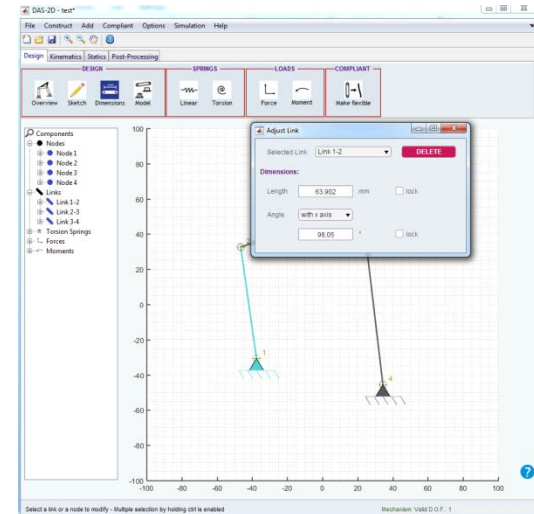 DAS-2D - test*
File Construct Add Compliant Options Simulation Help
Design Kinematics Statics Post-Processing
DESIGN SPRINGS LOADS COMPLIANT
Overview Sketch Dimensions Model Linear Torsion Force Moment Make flexible
Components
Nodes
Node 1
Node 2
Node 3
Node 4
Links
Link 1-2
Link 2-3
Link 3-4
Torsion Springs
Forces
Moments
Adjust Link
Selected Link Link 1-2 DELETE
Dimensions:
Length 63.902 mm lock
Angle with x axis
98.05 ° lock
100
80
60
40
20
0
-20
-40
-60
-80
-100
1
4
-100 -80 -60 -40 -20 0 20 40 60 80 100
?
Select a link or a node to modify - Multiple selection by holding ctrl is enabled
Mechanism: Valid D.O.F.: 1